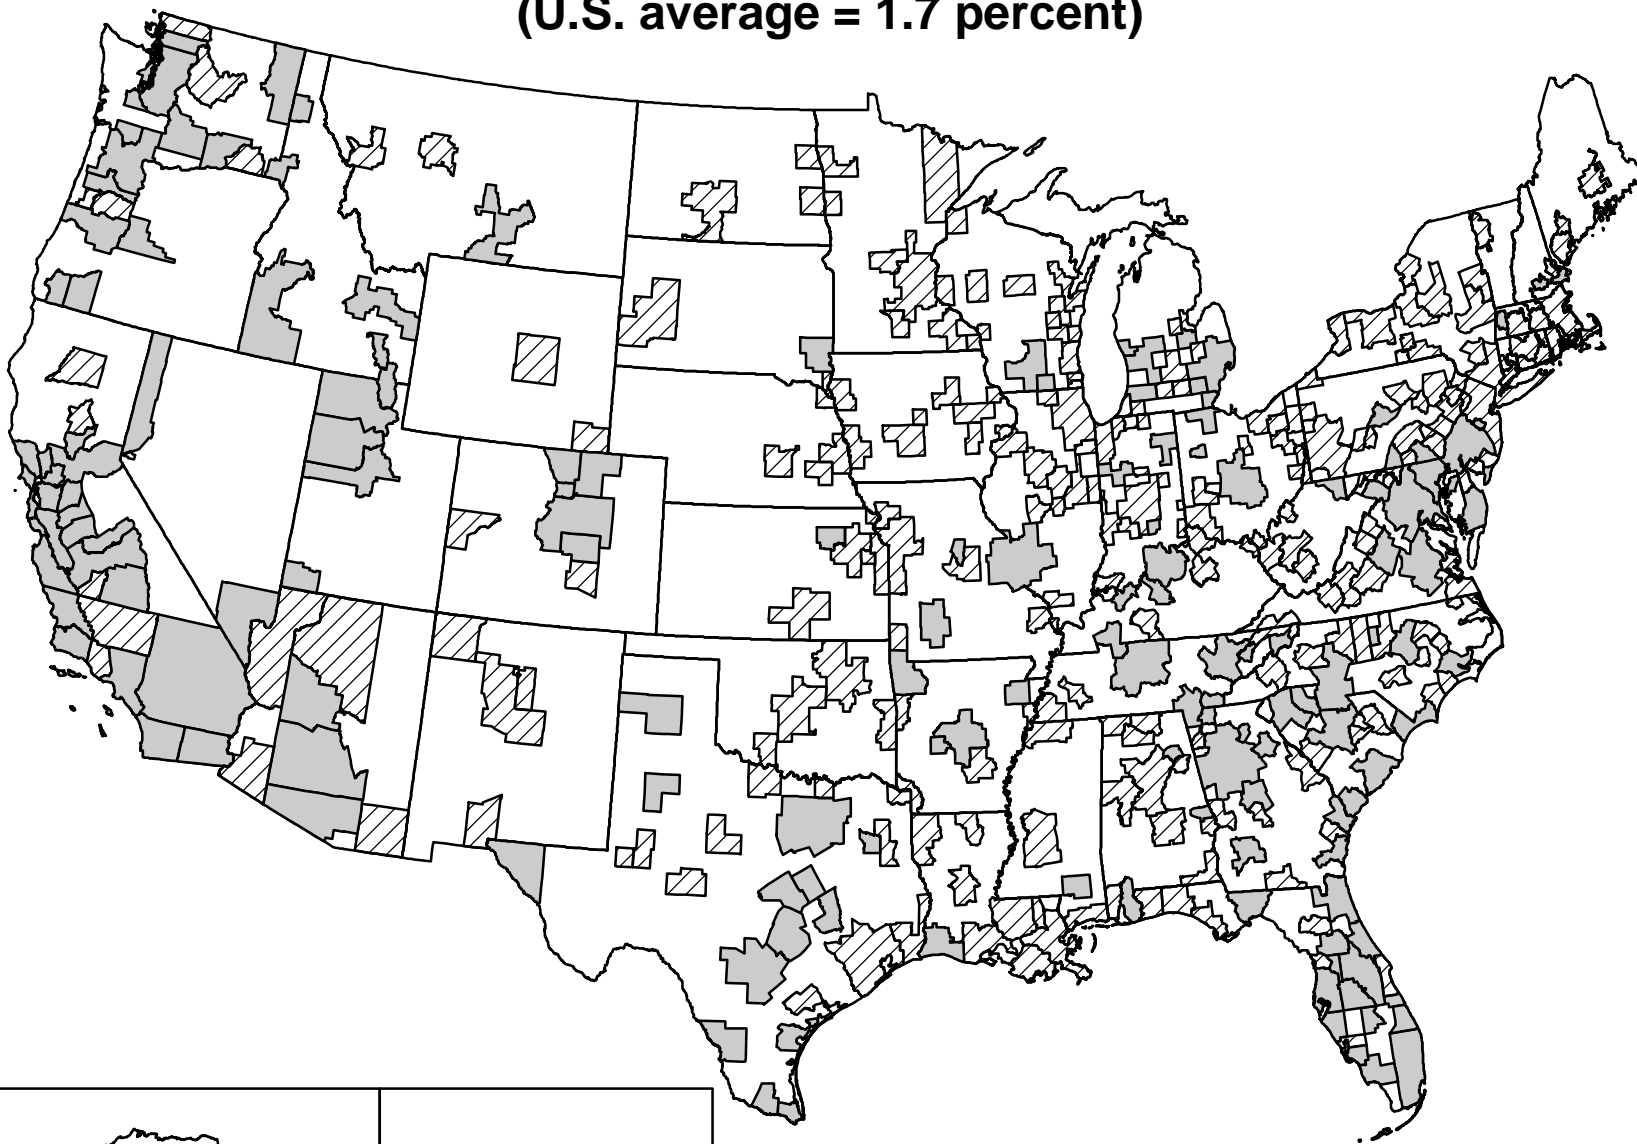 (U.S. average = 1.7 percent)